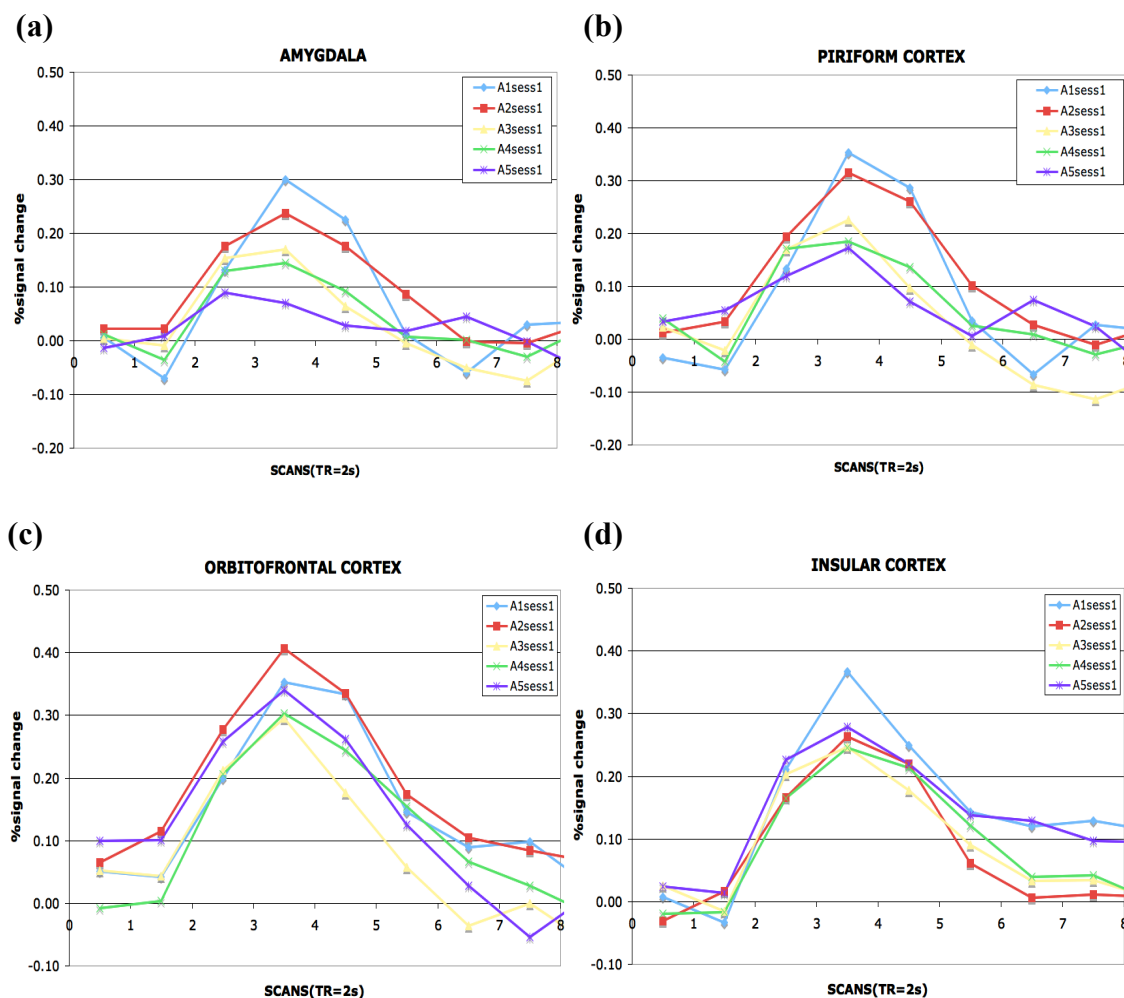 (a)
AMYGDALA
0.50
0.40
0.30
0.20
0.10
0.00
-0.10
-0.20
%signal change
0 1 2 3 4 5 6 7 8
SCANS(TR=2s)
A1sess1
A2sess1
A3sess1
A4sess1
A5sess1
(b)
PIRIFORM CORTEX
0.50
0.40
0.30
0.20
0.10
0.00
-0.10
-0.20
%signal change
0 1 2 3 4 5 6 7 8
SCANS(TR=2s)
A1sess1
A2sess1
A3sess1
A4sess1
A5sess1
(c)
ORBITOFRONTAL CORTEX
0.50
0.40
0.30
0.20
0.10
0.00
-0.10
%signal change
0 1 2 3 4 5 6 7 8
SCANS(TR=2s)
A1sess1
A2sess1
A3sess1
A4sess1
A5sess1
(d)
INSULAR CORTEX
0.50
0.40
0.30
0.20
0.10
0.00
-0.10
%signal change
0 1 2 3 4 5 6 7 8
SCANS(TR=2s)
A1sess1
A2sess1
A3sess1
A4sess1
A5sess1